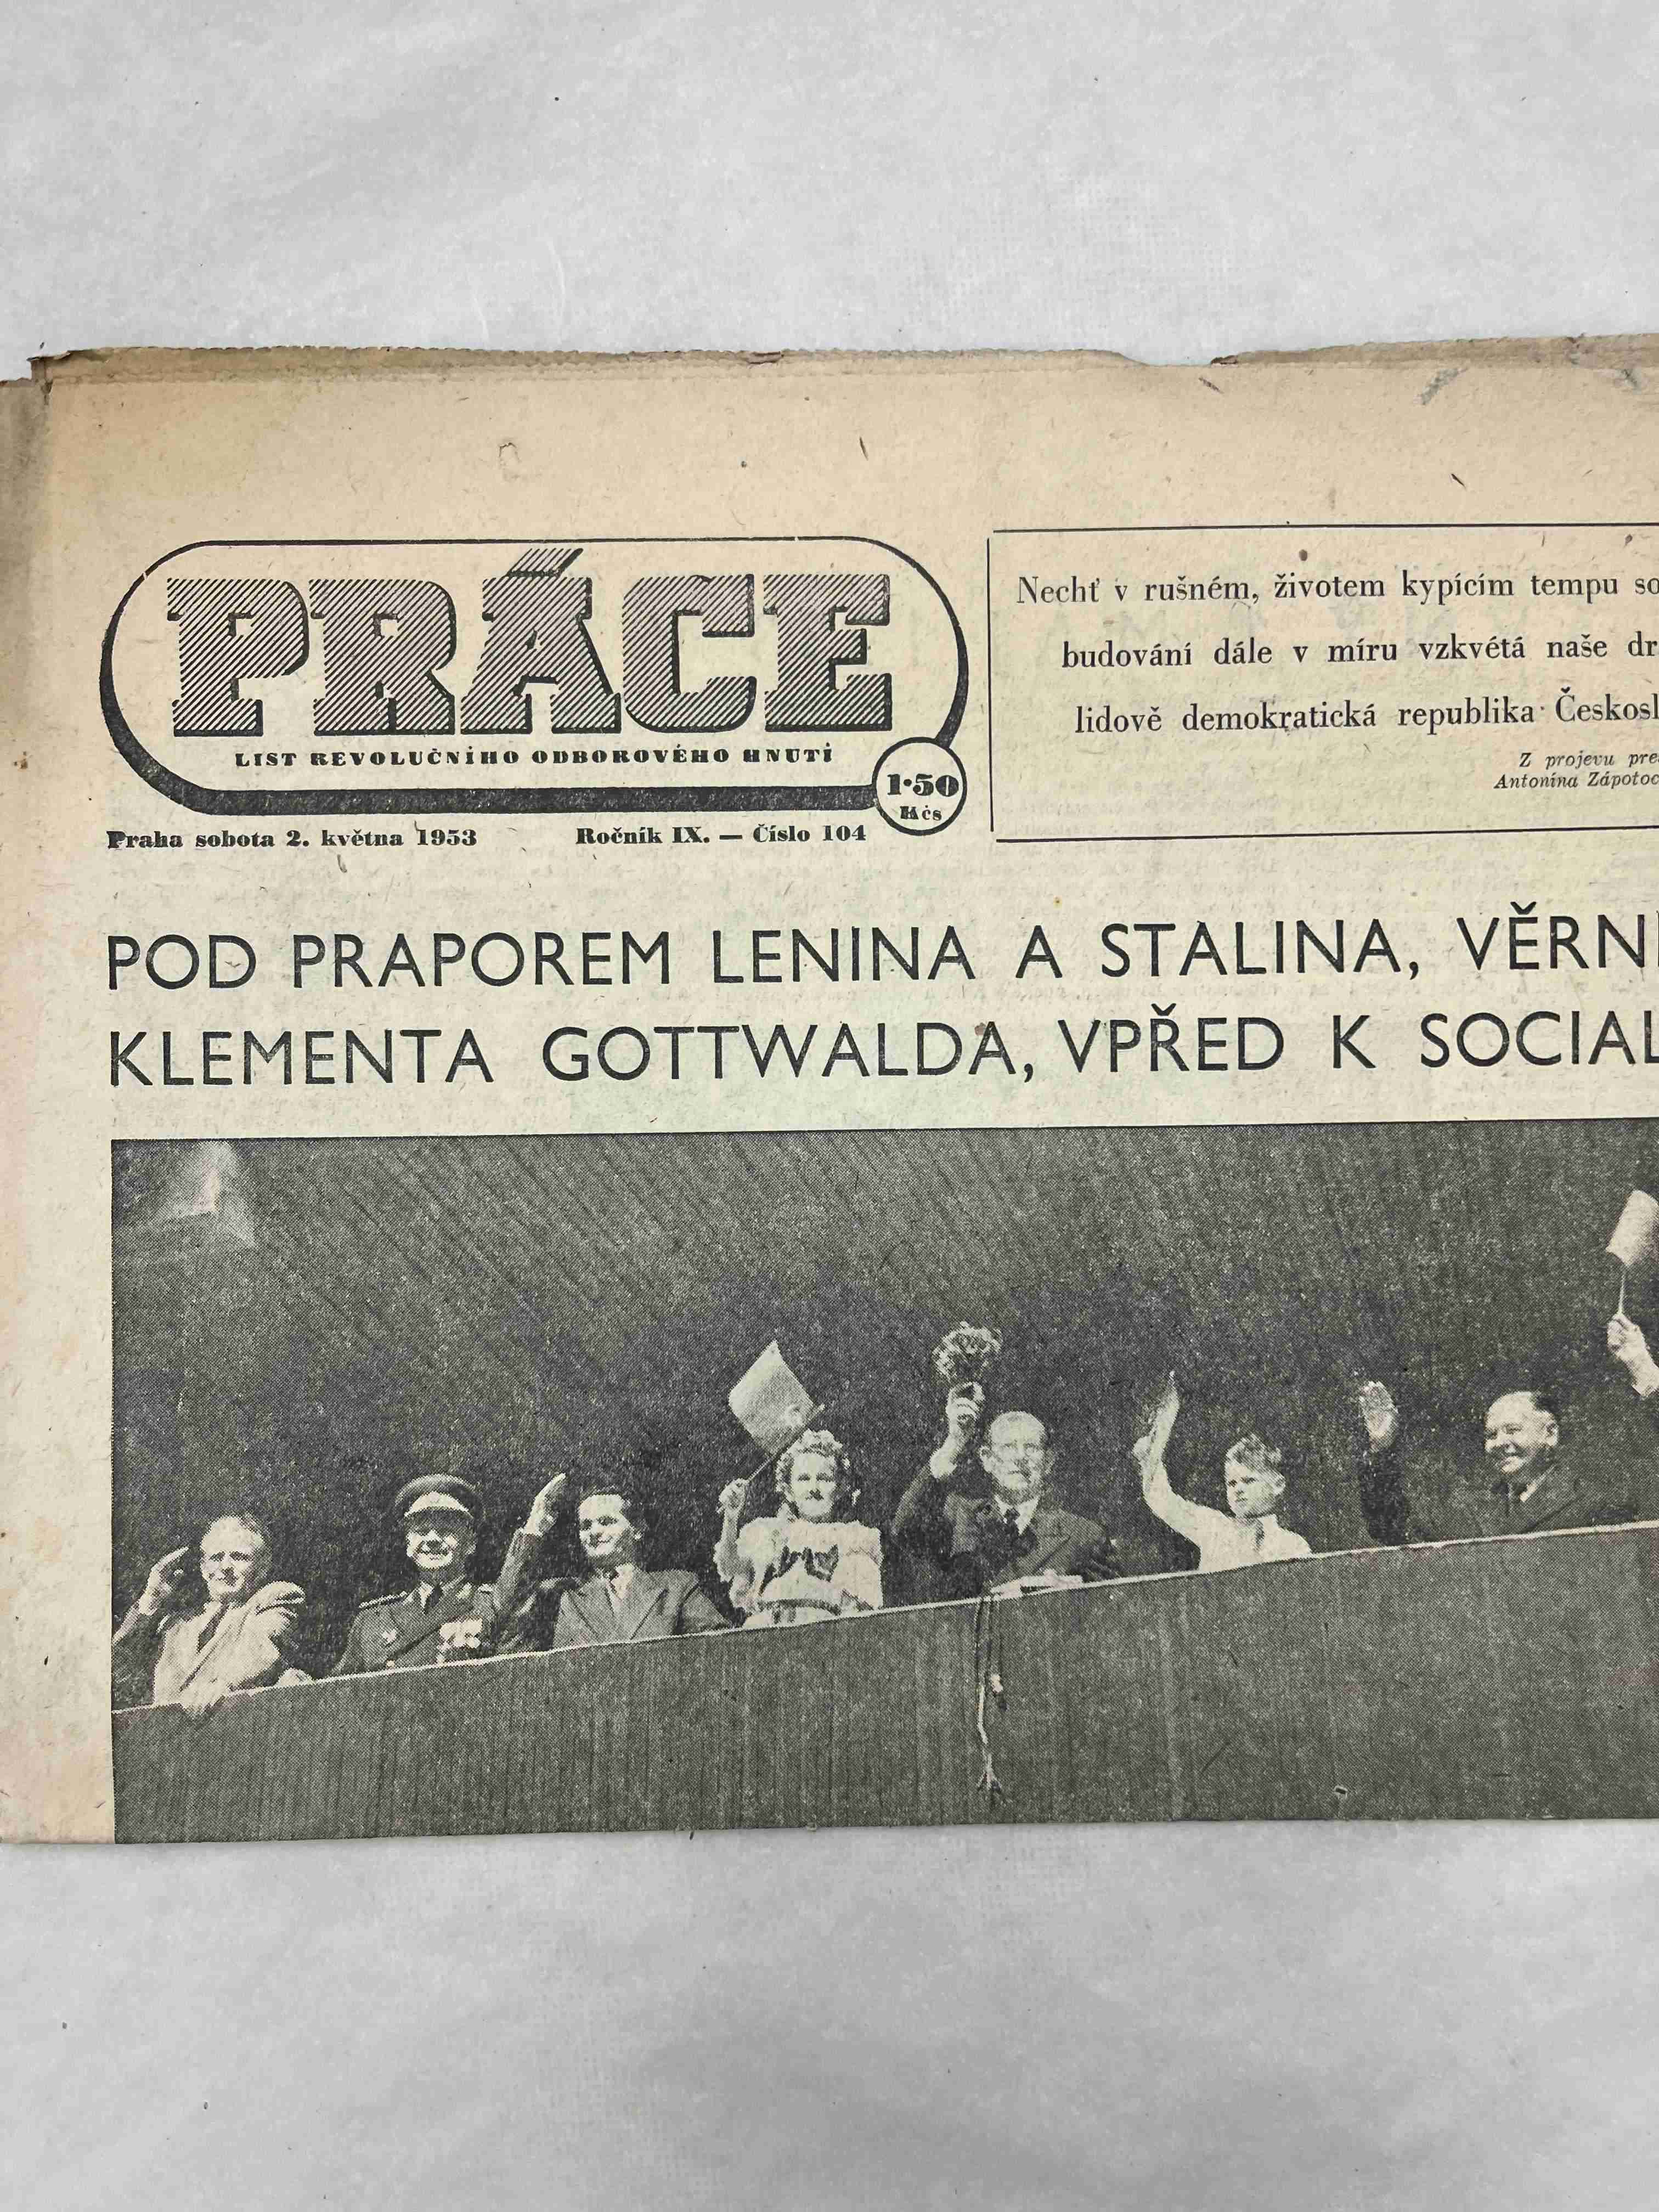 PRÁCE
LIST REVOLUČNÍHO ODBOROVÉHO HNUTÍ
1·50
Kčs
Praha sobota 2. května 1953 Ročník IX. — Číslo 104
Nechť v rušném, životem kypícím tempu so
budování dále v míru vzkvétá naše dr
lidově demokratická republika Českosl
Z projevu pre
Antonína Zápotoc
POD PRAPOREM LENINA A STALINA, VĚRNI
KLEMENTA GOTTWALDA, VPŘED K SOCIAL